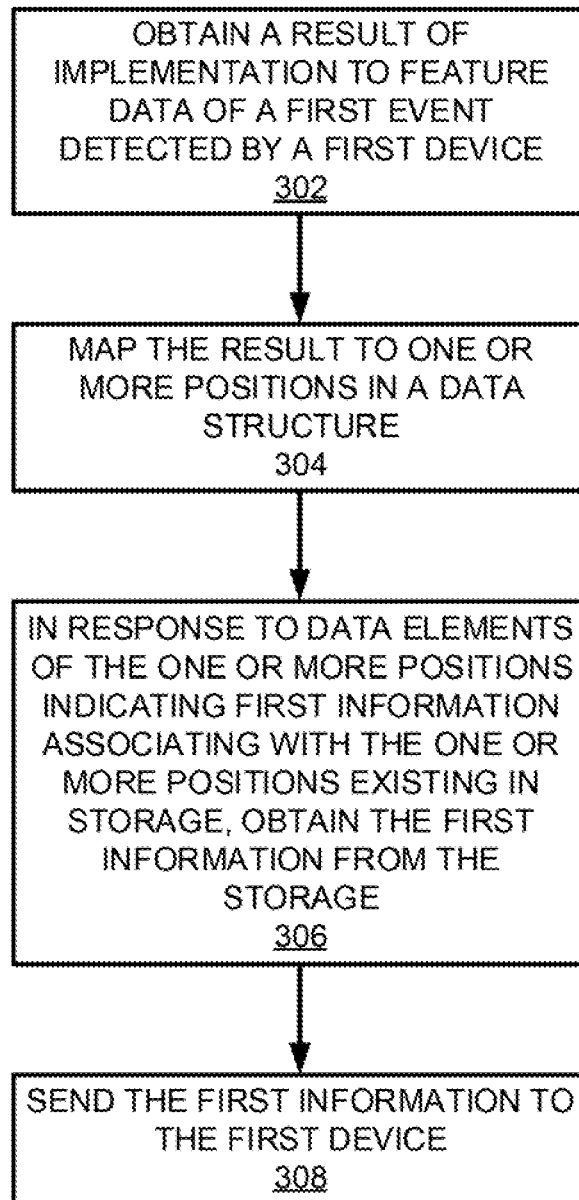 OBTAIN A RESULT OF
IMPLEMENTATION TO FEATURE
DATA OF A FIRST EVENT
DETECTED BY A FIRST DEVICE
302
MAP THE RESULT TO ONE OR
MORE POSITIONS IN A DATA
STRUCTURE
304
IN RESPONSE TO DATA ELEMENTS
OF THE ONE OR MORE POSITIONS
INDICATING FIRST INFORMATION
ASSOCIATING WITH THE ONE OR
MORE POSITIONS EXISTING IN
STORAGE, OBTAIN THE FIRST
INFORMATION FROM THE
STORAGE
306
SEND THE FIRST INFORMATION TO
THE FIRST DEVICE
308